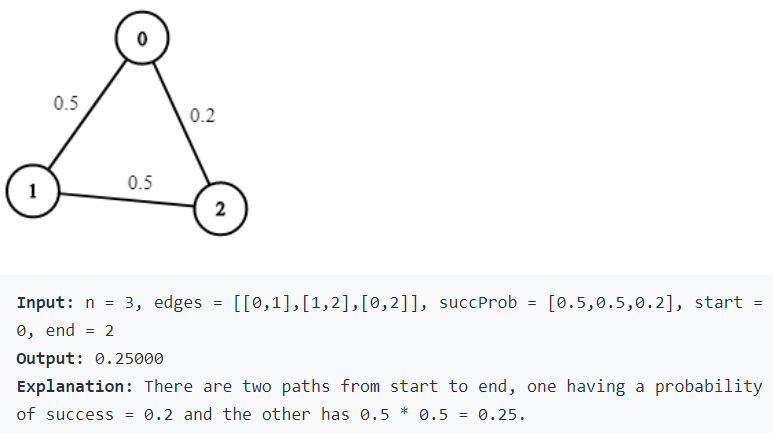 0
0.5
0.2
0.5
1
2
Input: n = 3, edges = [[0,1],[1,2],[0,2]], succProb = [0.5,0.5,0.2], start =
0, end = 2
Output: 0.25000
Explanation: There are two paths from start to end, one having a probability
of success = 0.2 and the other has 0.5 * 0.5 = 0.25.